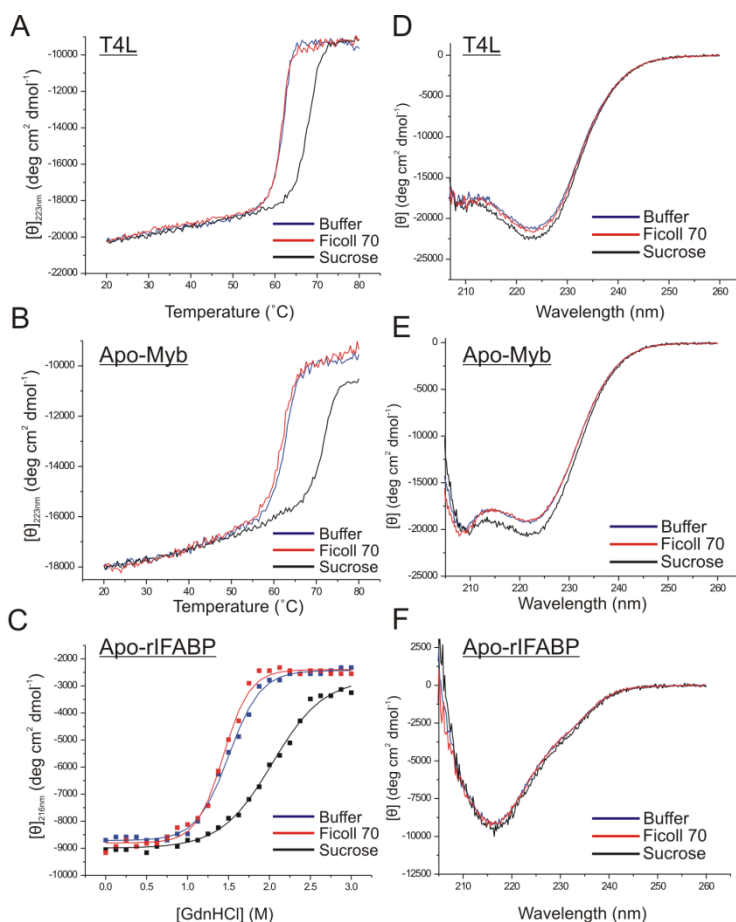 A
T4L
-10000
-12000
-14000
-16000
-18000
-20000
-22000
[θ]223nm (deg cm² dmol⁻¹)
Buffer
Ficoll 70
Sucrose
20 30 40 50 60 70 80
Temperature (˚C)
B
Apo-Myb
-10000
-12000
-14000
-16000
-18000
[θ]223nm (deg cm² dmol⁻¹)
Buffer
Ficoll 70
Sucrose
20 30 40 50 60 70 80
Temperature (˚C)
C
Apo-rIFABP
-2000
-3000
-4000
-5000
-6000
-7000
-8000
-9000
-10000
[θ]216nm (deg cm² dmol⁻¹)
Buffer
Ficoll 70
Sucrose
0.0 0.5 1.0 1.5 2.0 2.5 3.0
[GdnHCl] (M)
D
T4L
0
-5000
-10000
-15000
-20000
-25000
[θ] (deg cm² dmol⁻¹)
Buffer
Ficoll 70
Sucrose
210 220 230 240 250 260
Wavelength (nm)
E
Apo-Myb
0
-5000
-10000
-15000
-20000
-25000
[θ] (deg cm² dmol⁻¹)
Buffer
Ficoll 70
Sucrose
210 220 230 240 250 260
Wavelength (nm)
F
Apo-rIFABP
2500
0
-2500
-5000
-7500
-10000
-12500
[θ] (deg cm² dmol⁻¹)
Buffer
Ficoll 70
Sucrose
210 220 230 240 250 260
Wavelength (nm)